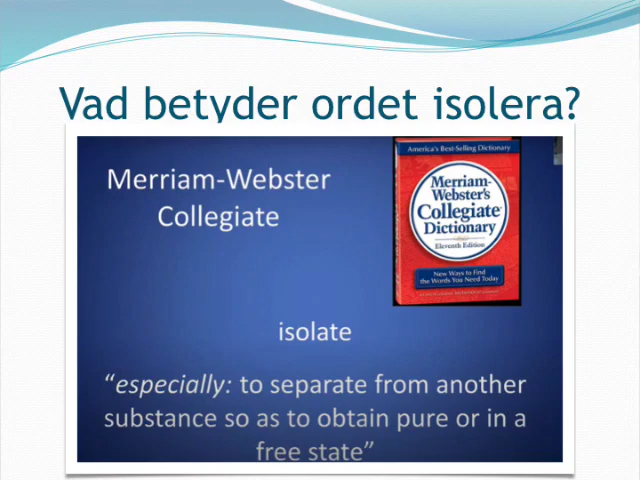 Vad betyder ordet isolera?
Merriam-Webster
Collegiate
America's Best-Selling Dictionary
Merriam-
Webster's
Collegiate®
Dictionary
Eleventh Edition
New Ways to Find
the Words You Need Today
isolate
“especially: to separate from another
substance so as to obtain pure or in a
free state”